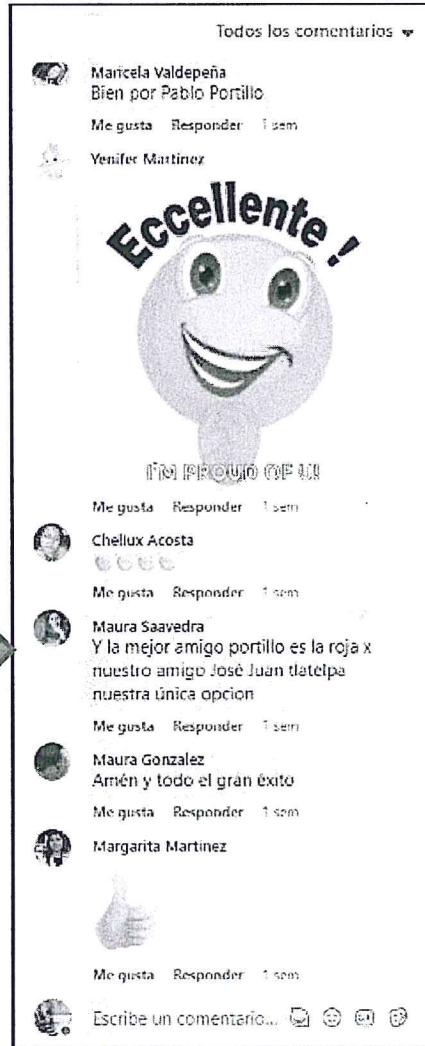 Todos los comentarios
Maricela Valdepeña
Bien por Pablo Portillo
Me gusta Responder 1 sem
Yenifer Martinez
Eccellente !
I'M PROUD OF U!
Me gusta Responder 1 sem
Cheliux Acosta
Me gusta Responder 1 sem
Maura Saavedra
Y la mejor amigo portillo es la roja x
nuestro amigo José Juan tlatelpa
nuestra única opcion
Me gusta Responder 1 sem
Maura Gonzalez
Amén y todo el gran éxito
Me gusta Responder 1 sem
Margarita Martinez
Me gusta Responder 1 sem
Escribe un comentario...